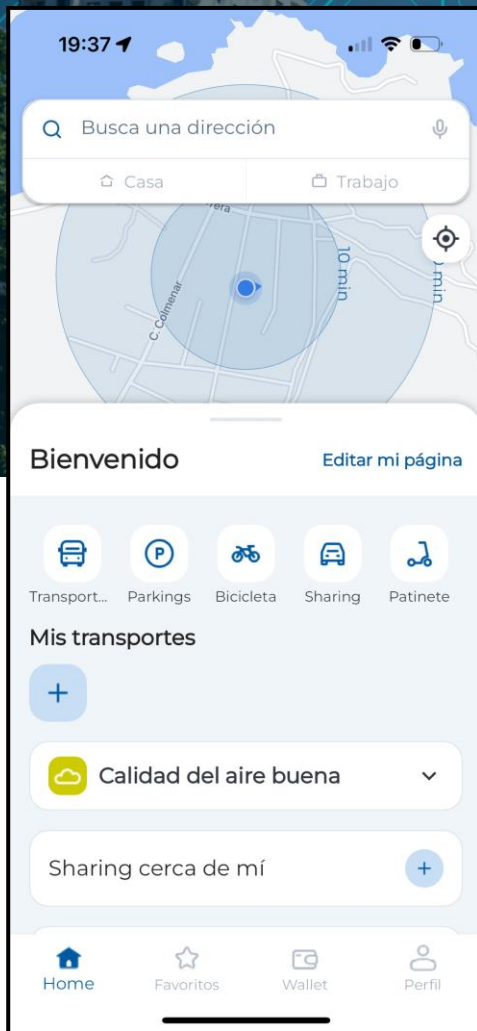 19:37
Busca una dirección
Casa
Trabajo
rera
10 min
min
C. Colmenar
Bienvenido
Editar mi página
P
Transport...
Parkings
Bicicleta
Sharing
Patinete
Mis transportes
Calidad del aire buena
Sharing cerca de mí
Home
Favoritos
Wallet
Perfil